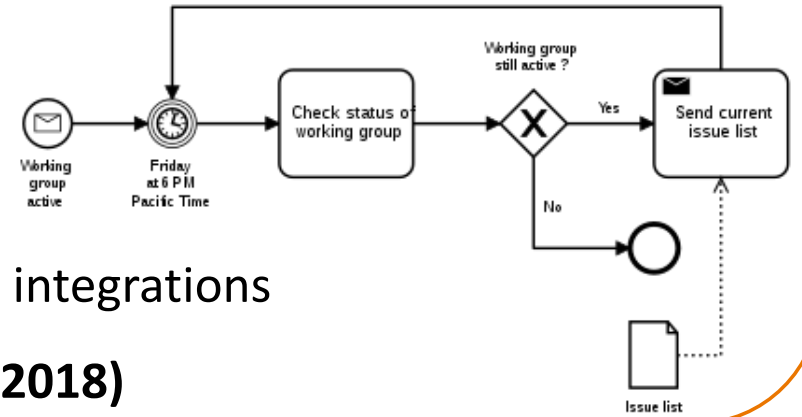 Working group
still active ?
Check status of
working group
Yes
Send current
issue list
Working
group
active
Friday
at 6 PM
Pacific Time
No
integrations
2018)
Issue list